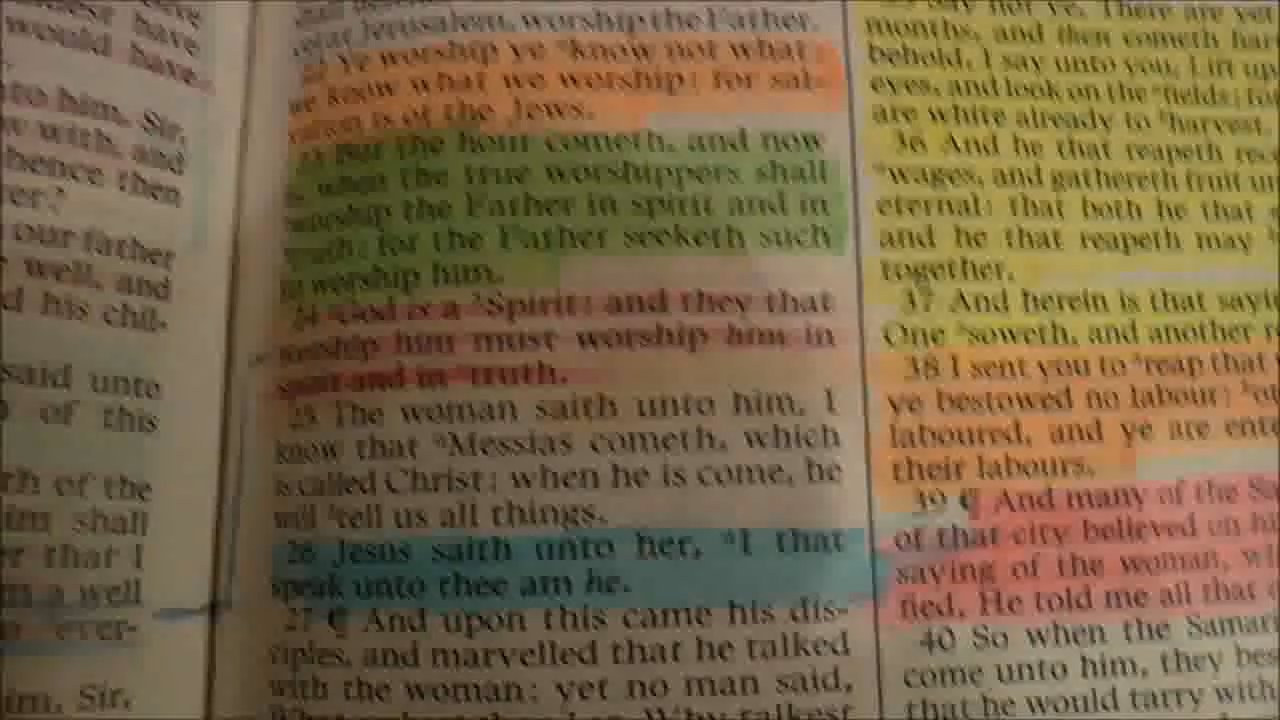 would have
to him, Sir,
with, and
hence then
our father
well, and
d his chil-
said unto
of this
of the
shall
that I
a well
ever-
Sir,
Jerusalem, worship the Father.
22 Ye worship ye know not what:
we know what we worship: for sal-
vation is of the Jews.
23 But the hour cometh, and now
is, when the true worshippers shall
worship the Father in spirit and in
truth: for the Father seeketh such
to worship him.
24 God is a Spirit: and they that
worship him must worship him in
spirit and in truth.
25 The woman saith unto him, I
know that Messias cometh, which
is called Christ: when he is come, he
will tell us all things.
26 Jesus saith unto her, I that
speak unto thee am he.
27 ¶ And upon this came his dis-
ciples, and marvelled that he talked
with the woman: yet no man said,
Why talkest
say not ye, There are yet
months, and then cometh
behold, I say unto you, Lift up
eyes, and look on the fields; for
are white already to harvest.
36 And he that reapeth
wages, and gathereth fruit
eternal: that both he that
and he that reapeth may
together.
37 And herein is that
One soweth, and another
38 I sent you to reap that
ye bestowed no labour:
laboured, and ye are
their labours.
39 ¶ And many of the
of that city believed on
saying of the woman,
fied, He told me all that
40 So when the
come unto him, they
that he would tarry with